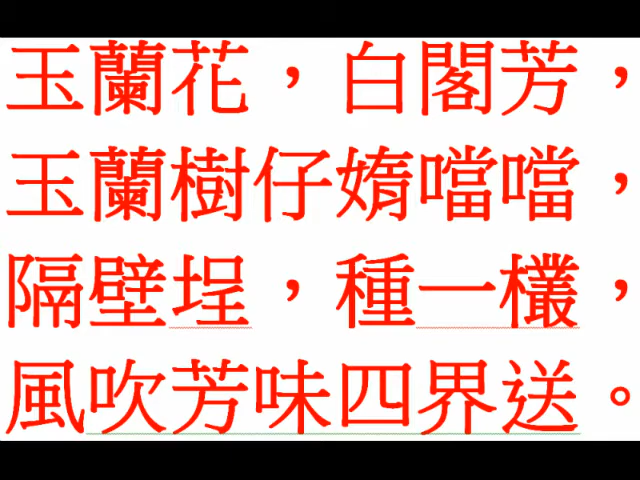 玉蘭花，白閣芳，
玉蘭樹仔媠噹噹，
隔壁埕，種一欉，
風吹芳味四界送。